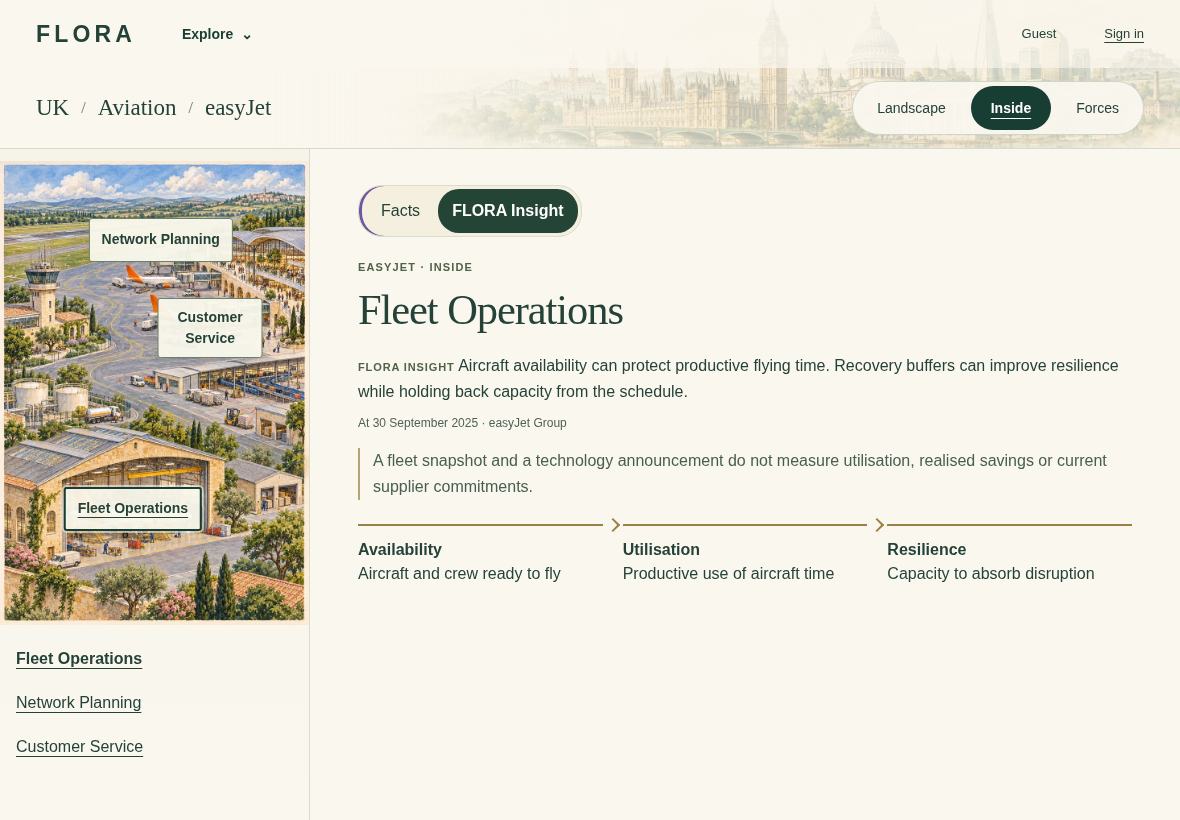 FLORA
Explore
Guest
Sign in
UK / Aviation / easyJet
Landscape
Inside
Forces
Network Planning
Customer
Service
Fleet Operations
Fleet Operations
Network Planning
Customer Service
Facts
FLORA Insight
EASYJET · INSIDE
Fleet Operations
FLORA INSIGHT Aircraft availability can protect productive flying time. Recovery buffers can improve resilience
while holding back capacity from the schedule.
At 30 September 2025 · easyJet Group
A fleet snapshot and a technology announcement do not measure utilisation, realised savings or current
supplier commitments.
Availability
Aircraft and crew ready to fly
Utilisation
Productive use of aircraft time
Resilience
Capacity to absorb disruption